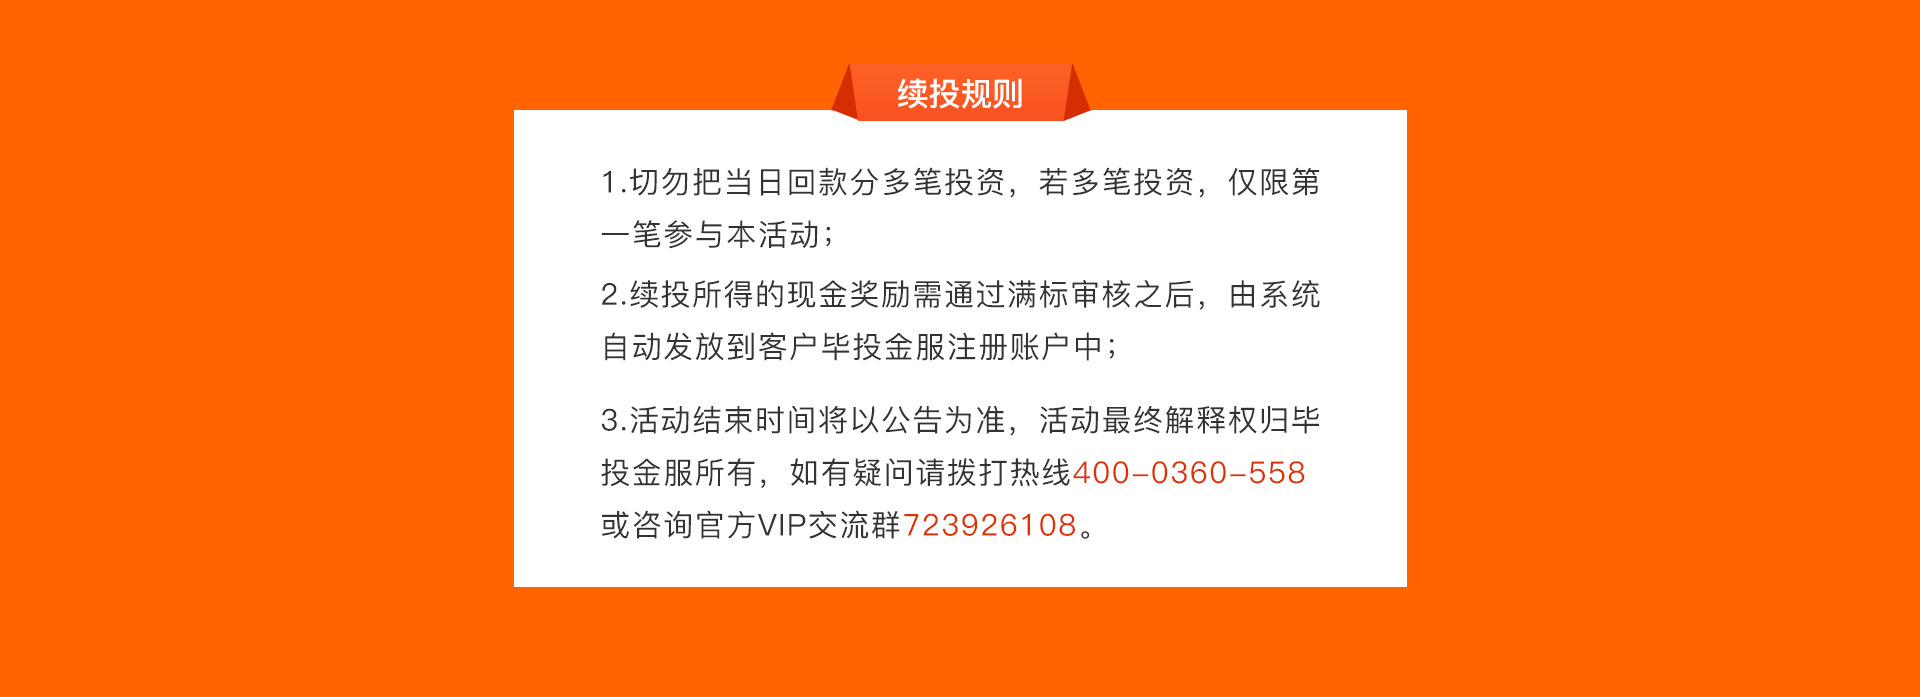 续投规则
1.切勿把当日回款分多笔投资，若多笔投资，仅限第
一笔参与本活动；
2.续投所得的现金奖励需通过满标审核之后，由系统
自动发放到客户毕投金服注册账户中；
3.活动结束时间将以公告为准，活动最终解释权归毕
投金服所有，如有疑问请拨打热线400-0360-558
或咨询官方VIP交流群723926108。